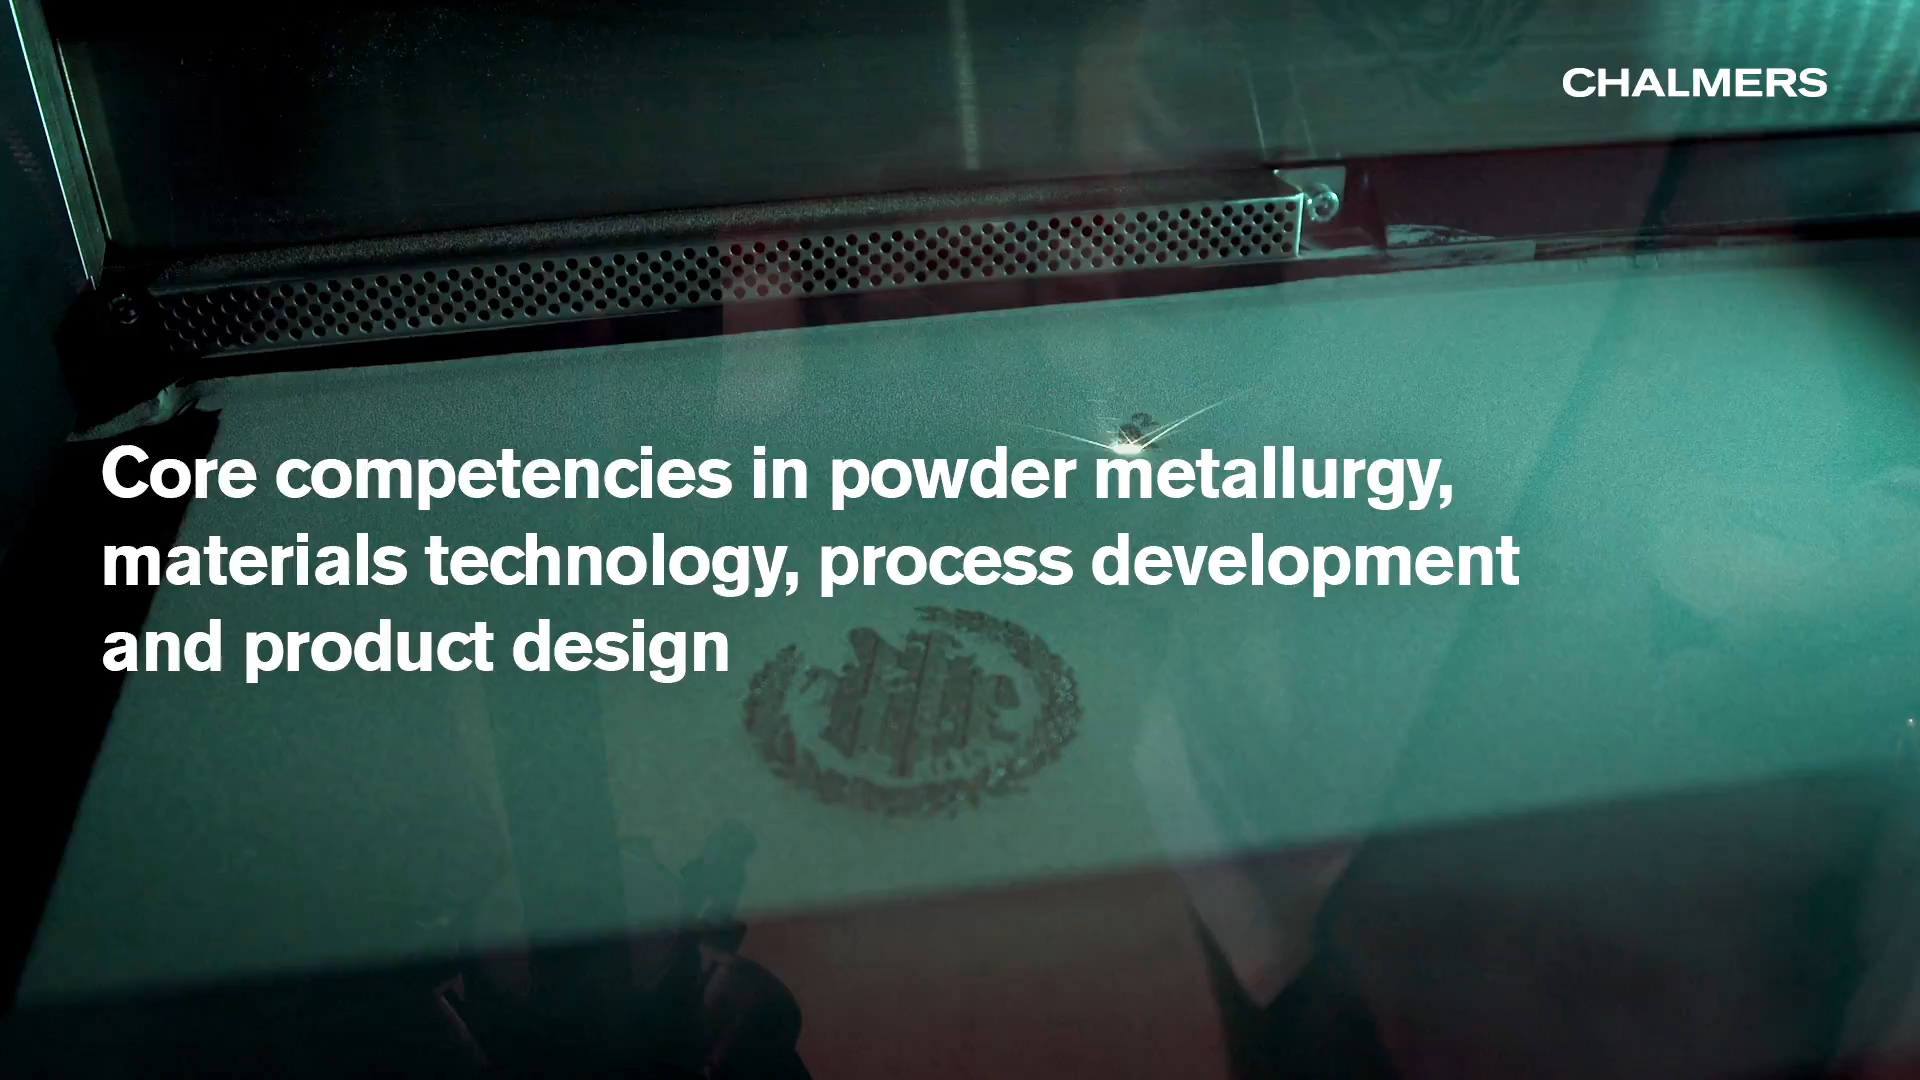 CHALMERS
Core competencies in powder metallurgy,
materials technology, process development
and product design